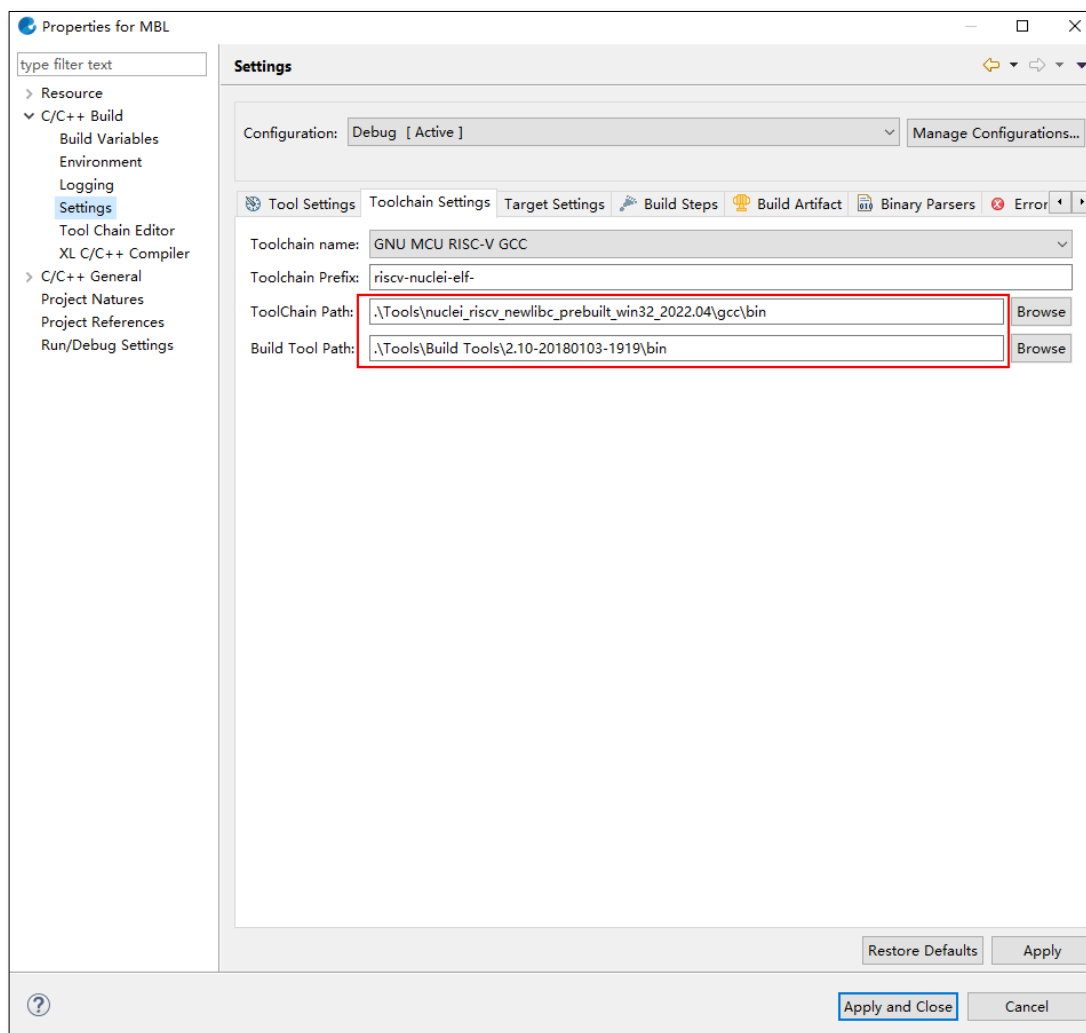 Properties for MBL
type filter text
Settings
Resource
C/C++ Build
Build Variables
Environment
Logging
Settings
Tool Chain Editor
XL C/C++ Compiler
C/C++ General
Project Natures
Project References
Run/Debug Settings
Configuration: Debug [ Active ] Manage Configurations...
Tool Settings Toolchain Settings Target Settings Build Steps Build Artifact Binary Parsers Error
Toolchain name: GNU MCU RISC-V GCC
Toolchain Prefix: riscv-nuclei-elf-
ToolChain Path: .\Tools\nuclei_riscv_newlibc_prebuilt_win32_2022.04\gcc\bin Browse
Build Tool Path: .\Tools\Build Tools\2.10-20180103-1919\bin Browse
Restore Defaults Apply
Apply and Close Cancel